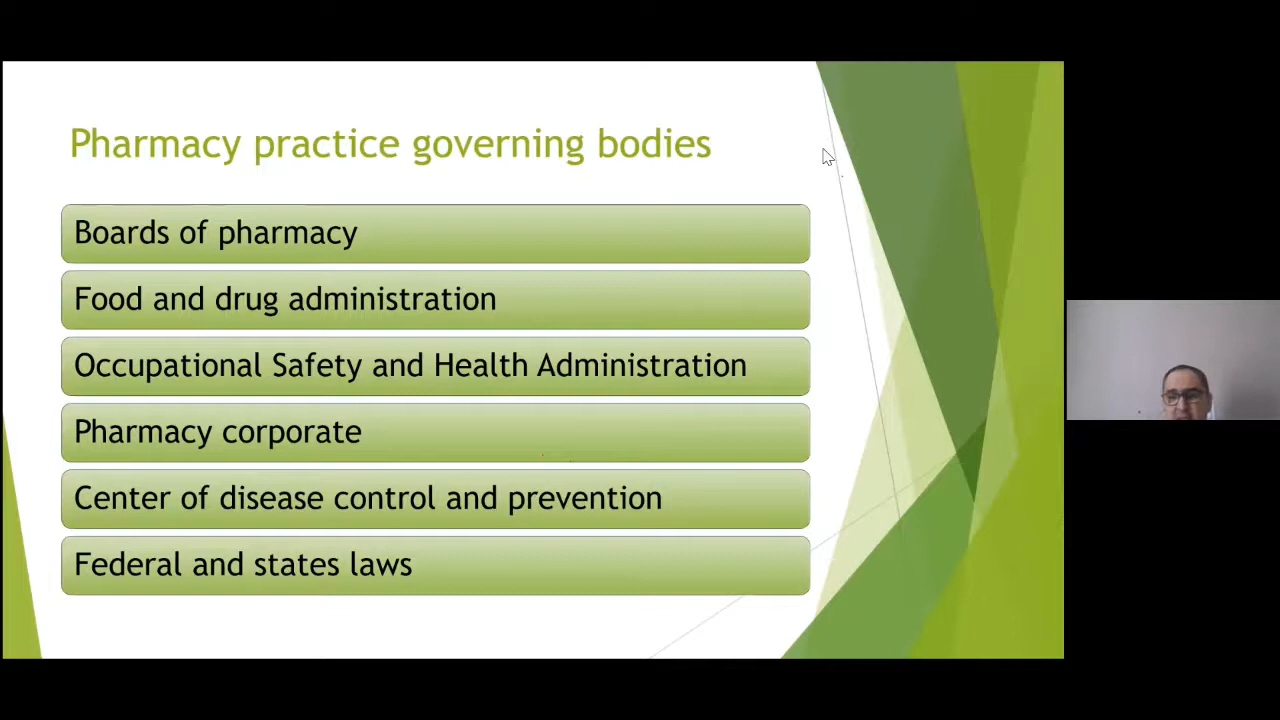 Pharmacy practice governing bodies
Boards of pharmacy
Food and drug administration
Occupational Safety and Health Administration
Pharmacy corporate
Center of disease control and prevention
Federal and states laws